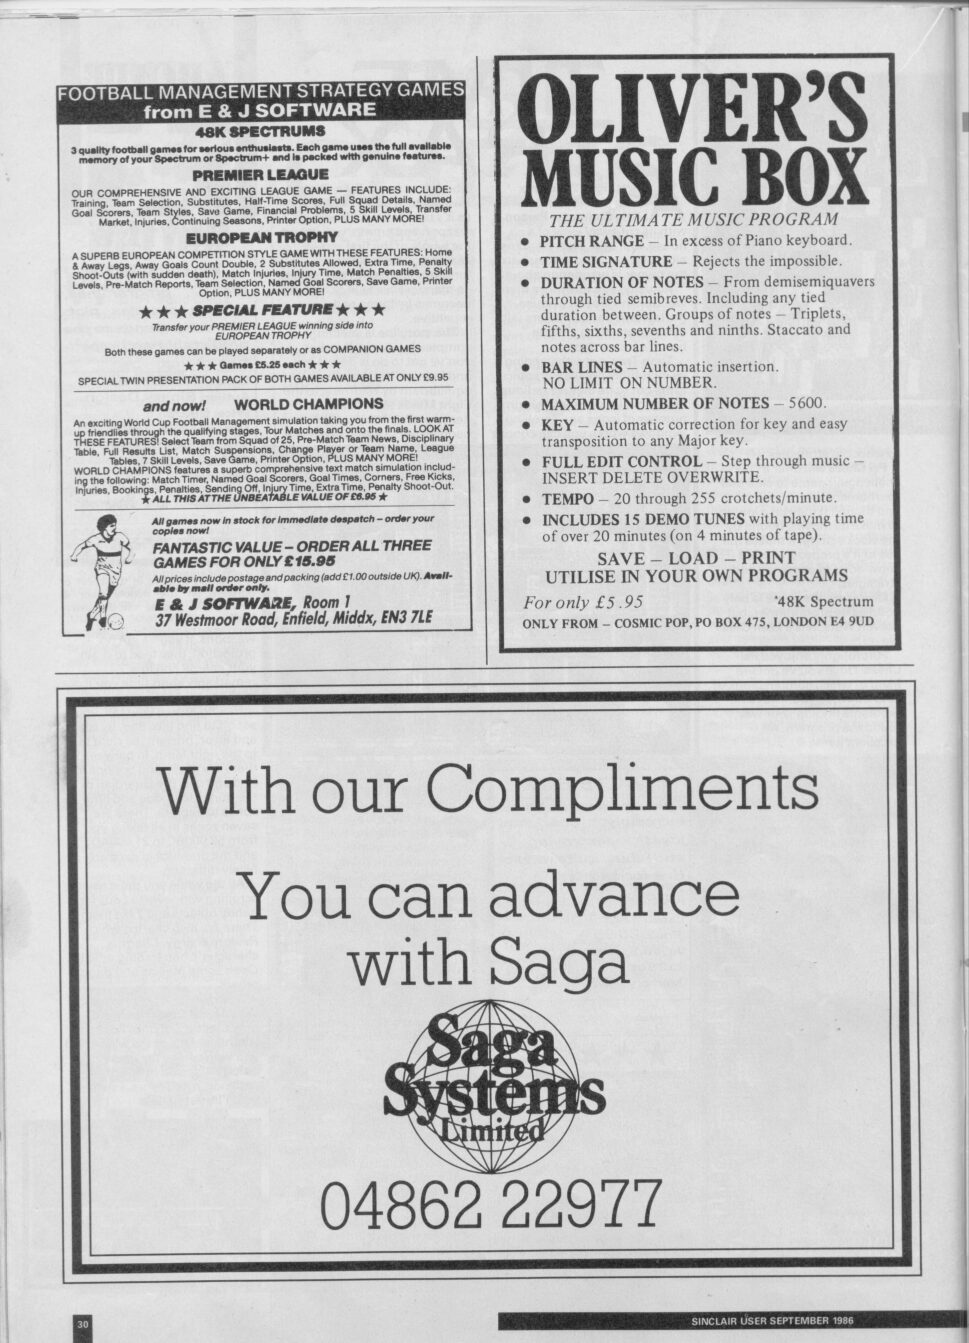 FOOTBALL MANAGEMENT STRATEGY GAMES
from E & J SOFTWARE
48K SPECTRUMS
3 quality football games for serious enthusiasts. Each game uses the full available
memory of your Spectrum or Spectrum+ and is packed with genuine features.
PREMIER LEAGUE
OUR COMPREHENSIVE AND EXCITING LEAGUE GAME — FEATURES INCLUDE:
Training, Team Selection, Substitutes, Half-Time Scores, Full Squad Details, Named
Goal Scorers, Team Styles, Save Game, Financial Problems, 5 Skill Levels, Transfer
Market, Injuries, Continuing Seasons, Printer Option, PLUS MANY MORE!
EUROPEAN TROPHY
A SUPERB EUROPEAN COMPETITION STYLE GAME WITH THESE FEATURES: Home
& Away Legs, Away Goals Count Double, 2 Substitutes Allowed, Extra Time, Penalty
Shoot-Outs (with sudden death), Match Injuries, Injury Time, Match Penalties, 5 Skill
Levels, Pre-Match Reports, Team Selection, Named Goal Scorers, Save Game, Printer
Option, PLUS MANY MORE!
★ ★ ★ SPECIAL FEATURE ★ ★ ★
Transfer your PREMIER LEAGUE winning side into
EUROPEAN TROPHY
Both these games can be played separately or as COMPANION GAMES
★ ★ ★ Games £5.25 each ★ ★ ★
SPECIAL TWIN PRESENTATION PACK OF BOTH GAMES AVAILABLE AT ONLY £9.95
and now! WORLD CHAMPIONS
An exciting World Cup Football Management simulation taking you from the first warm-
up friendlies through the qualifying stages, Tour Matches and onto the finals. LOOK AT
THESE FEATURES! Select Team from Squad of 25, Pre-Match Team News, Disciplinary
Table, Full Results List, Match Suspensions, Change Player or Team Name, League
Tables, 7 Skill Levels, Save Game, Printer Option, PLUS MANY MORE!
WORLD CHAMPIONS features a superb comprehensive text match simulation includ-
ing the following: Match Timer, Named Goal Scorers, Goal Times, Corners, Free Kicks,
Injuries, Bookings, Penalties, Sending Off, Injury Time, Extra Time, Penalty Shoot-Out.
★ ALL THIS AT THE UNBEATABLE VALUE OF £6.95 ★
All games now in stock for immediate despatch – order your
copies now!
FANTASTIC VALUE – ORDER ALL THREE
GAMES FOR ONLY £15.95
All prices include postage and packing (add £1.00 outside UK). Avail-
able by mail order only.
E & J SOFTWARE, Room 1
37 Westmoor Road, Enfield, Middx, EN3 7LE
OLIVER'S
MUSIC BOX
THE ULTIMATE MUSIC PROGRAM
● PITCH RANGE – In excess of Piano keyboard.
● TIME SIGNATURE – Rejects the impossible.
● DURATION OF NOTES – From demisemiquavers
through tied semibreves. Including any tied
duration between. Groups of notes – Triplets,
fifths, sixths, sevenths and ninths. Staccato and
notes across bar lines.
● BAR LINES – Automatic insertion.
NO LIMIT ON NUMBER.
● MAXIMUM NUMBER OF NOTES – 5600.
● KEY – Automatic correction for key and easy
transposition to any Major key.
● FULL EDIT CONTROL – Step through music –
INSERT DELETE OVERWRITE.
● TEMPO – 20 through 255 crotchets/minute.
● INCLUDES 15 DEMO TUNES with playing time
of over 20 minutes (on 4 minutes of tape).
SAVE – LOAD – PRINT
UTILISE IN YOUR OWN PROGRAMS
For only £5.95 '48K Spectrum
ONLY FROM – COSMIC POP, PO BOX 475, LONDON E4 9UD
With our Compliments
You can advance
with Saga
Saga
Systems
Limited
04862 22977
30
SINCLAIR USER SEPTEMBER 1986